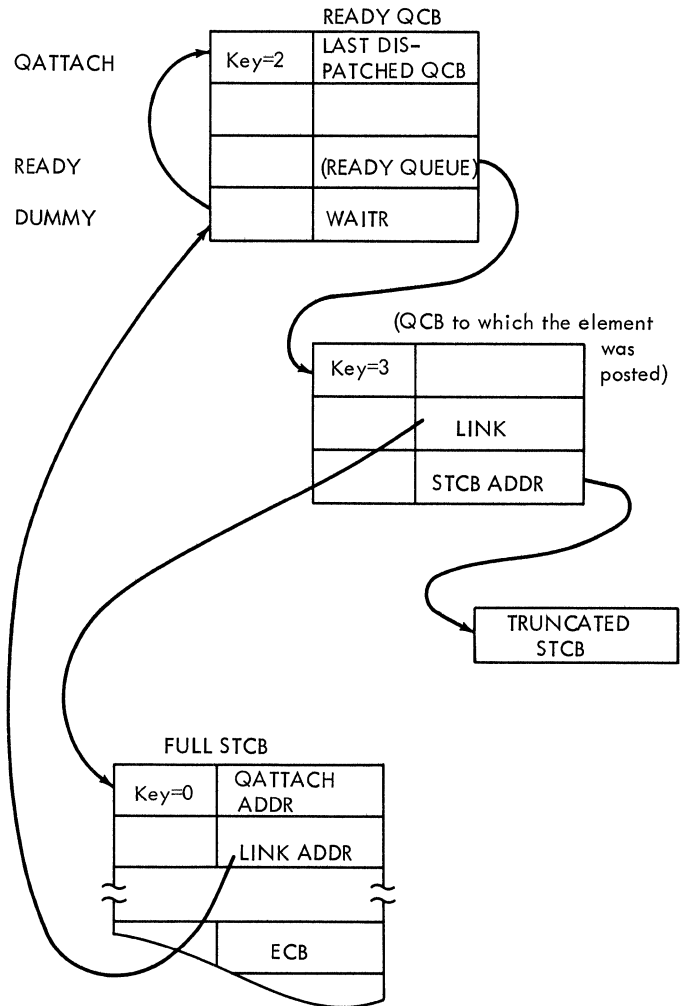 READY QCB
QATTACH
Key=2
LAST DIS-
PATCHED QCB
READY
(READY QUEUE)
DUMMY
WAITR
(QCB to which the element
was
posted)
Key=3
LINK
STCB ADDR
TRUNCATED
STCB
FULL STCB
Key=0
QATTACH
ADDR
LINK ADDR
ECB